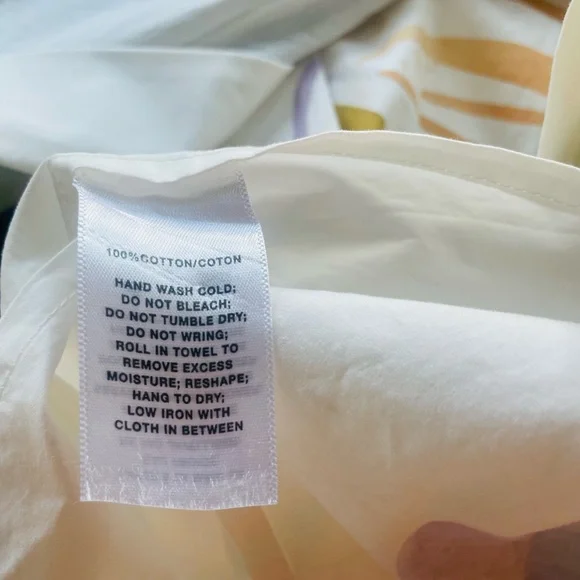 100%COTTON/COTON
HAND WASH COLD;
DO NOT BLEACH;
DO NOT TUMBLE DRY;
DO NOT WRING;
ROLL IN TOWEL TO
REMOVE EXCESS
MOISTURE; RESHAPE;
HANG TO DRY;
LOW IRON WITH
CLOTH IN BETWEEN